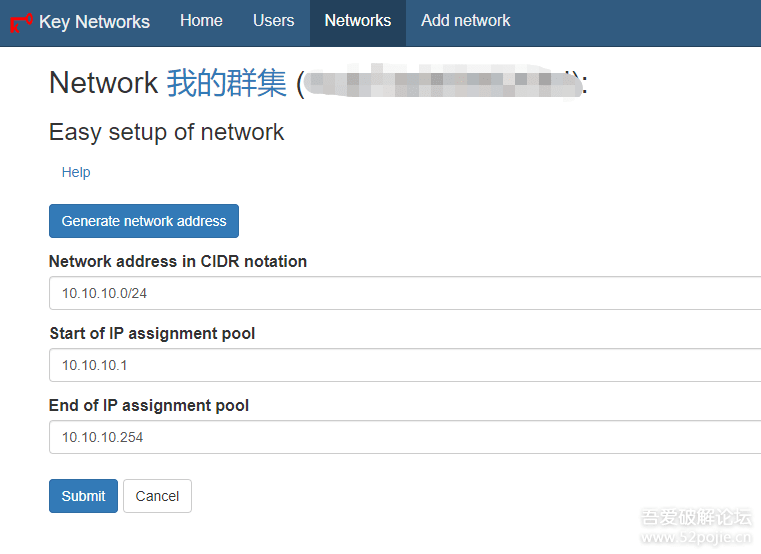 Key Networks Home Users Networks Add network
Network 我的群集 ( ):
Easy setup of network
Help
Generate network address
Network address in CIDR notation
10.10.10.0/24
Start of IP assignment pool
10.10.10.1
End of IP assignment pool
10.10.10.254
Submit Cancel
吾爱破解论坛
www.52pojie.cn